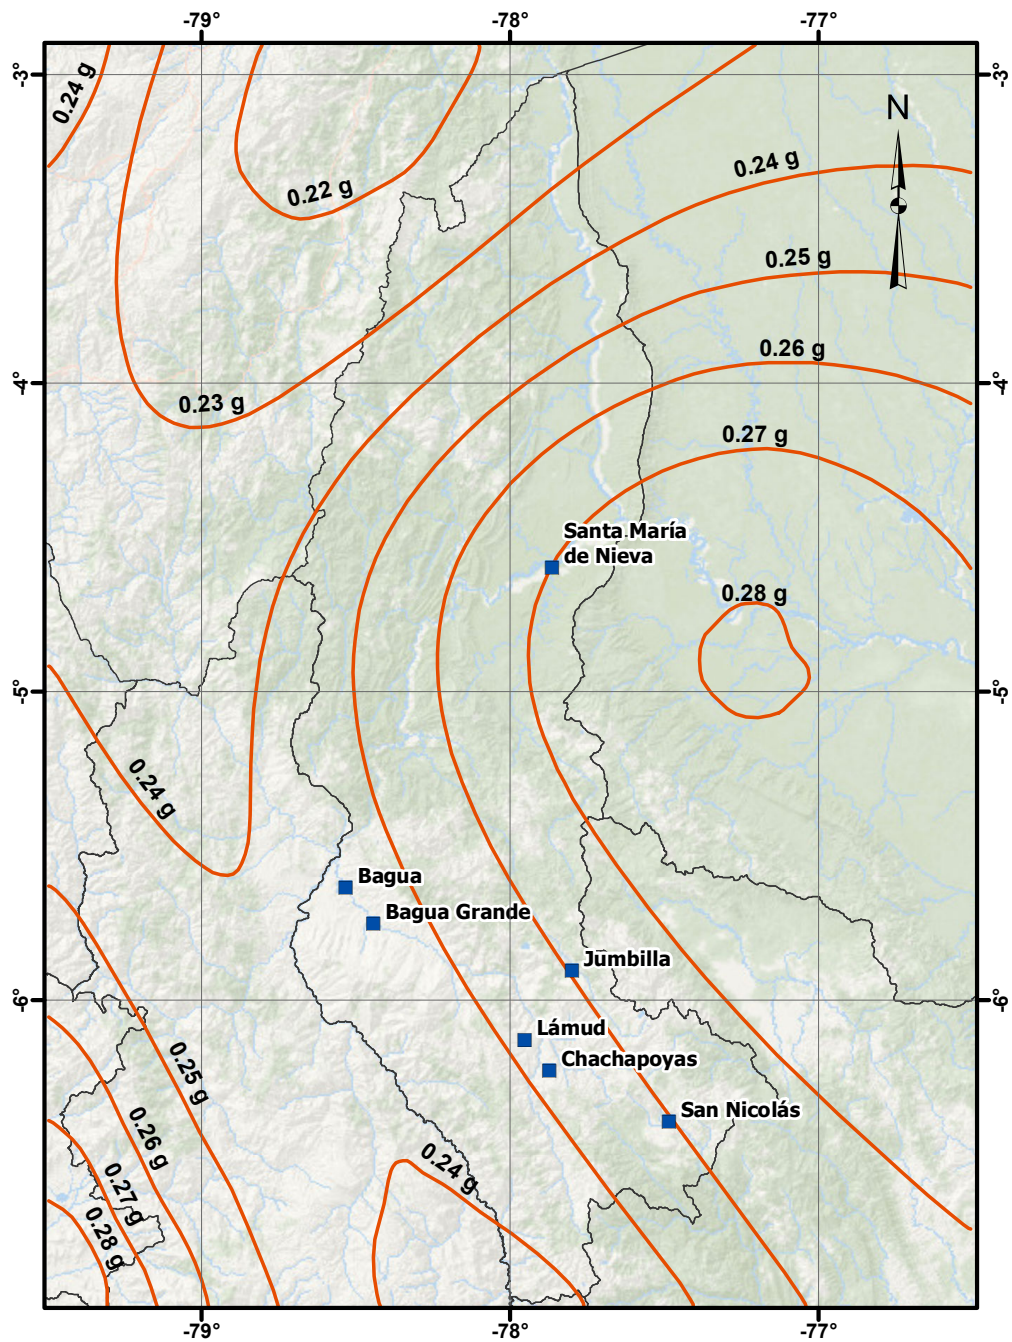 -79°
-78°
-77°
-3°
-3°
0.24 g
N
0.24 g
0.22 g
0.25 g
0.26 g
-4°
-4°
0.23 g
0.27 g
Santa María
de Nieva
0.28 g
-5°
-5°
0.24 g
Bagua
Bagua Grande
Jumbilla
-6°
-6°
Lámud
Chachapoyas
0.25 g
San Nicolás
0.26 g
0.24 g
0.27 g
0.28 g
-79°
-78°
-77°